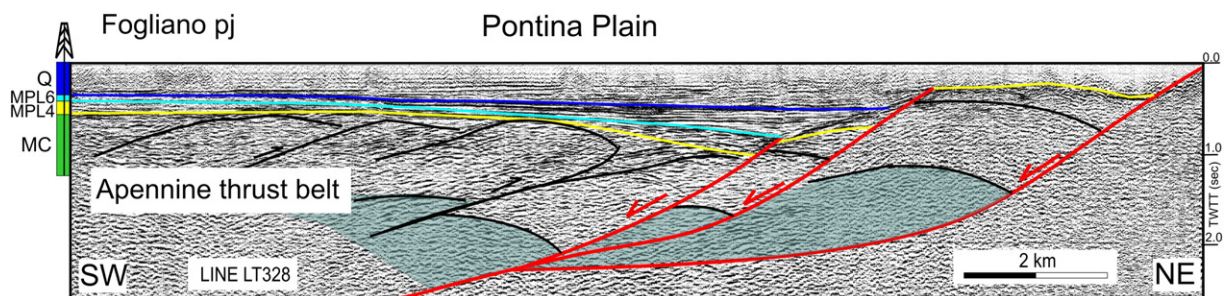 Fogliano pj
Pontina Plain
0.0
Q
MPL6
MPL4
MC
1.0
Apennine thrust belt
TWTT (sec)
2.0
2 km
SW
LINE LT328
NE